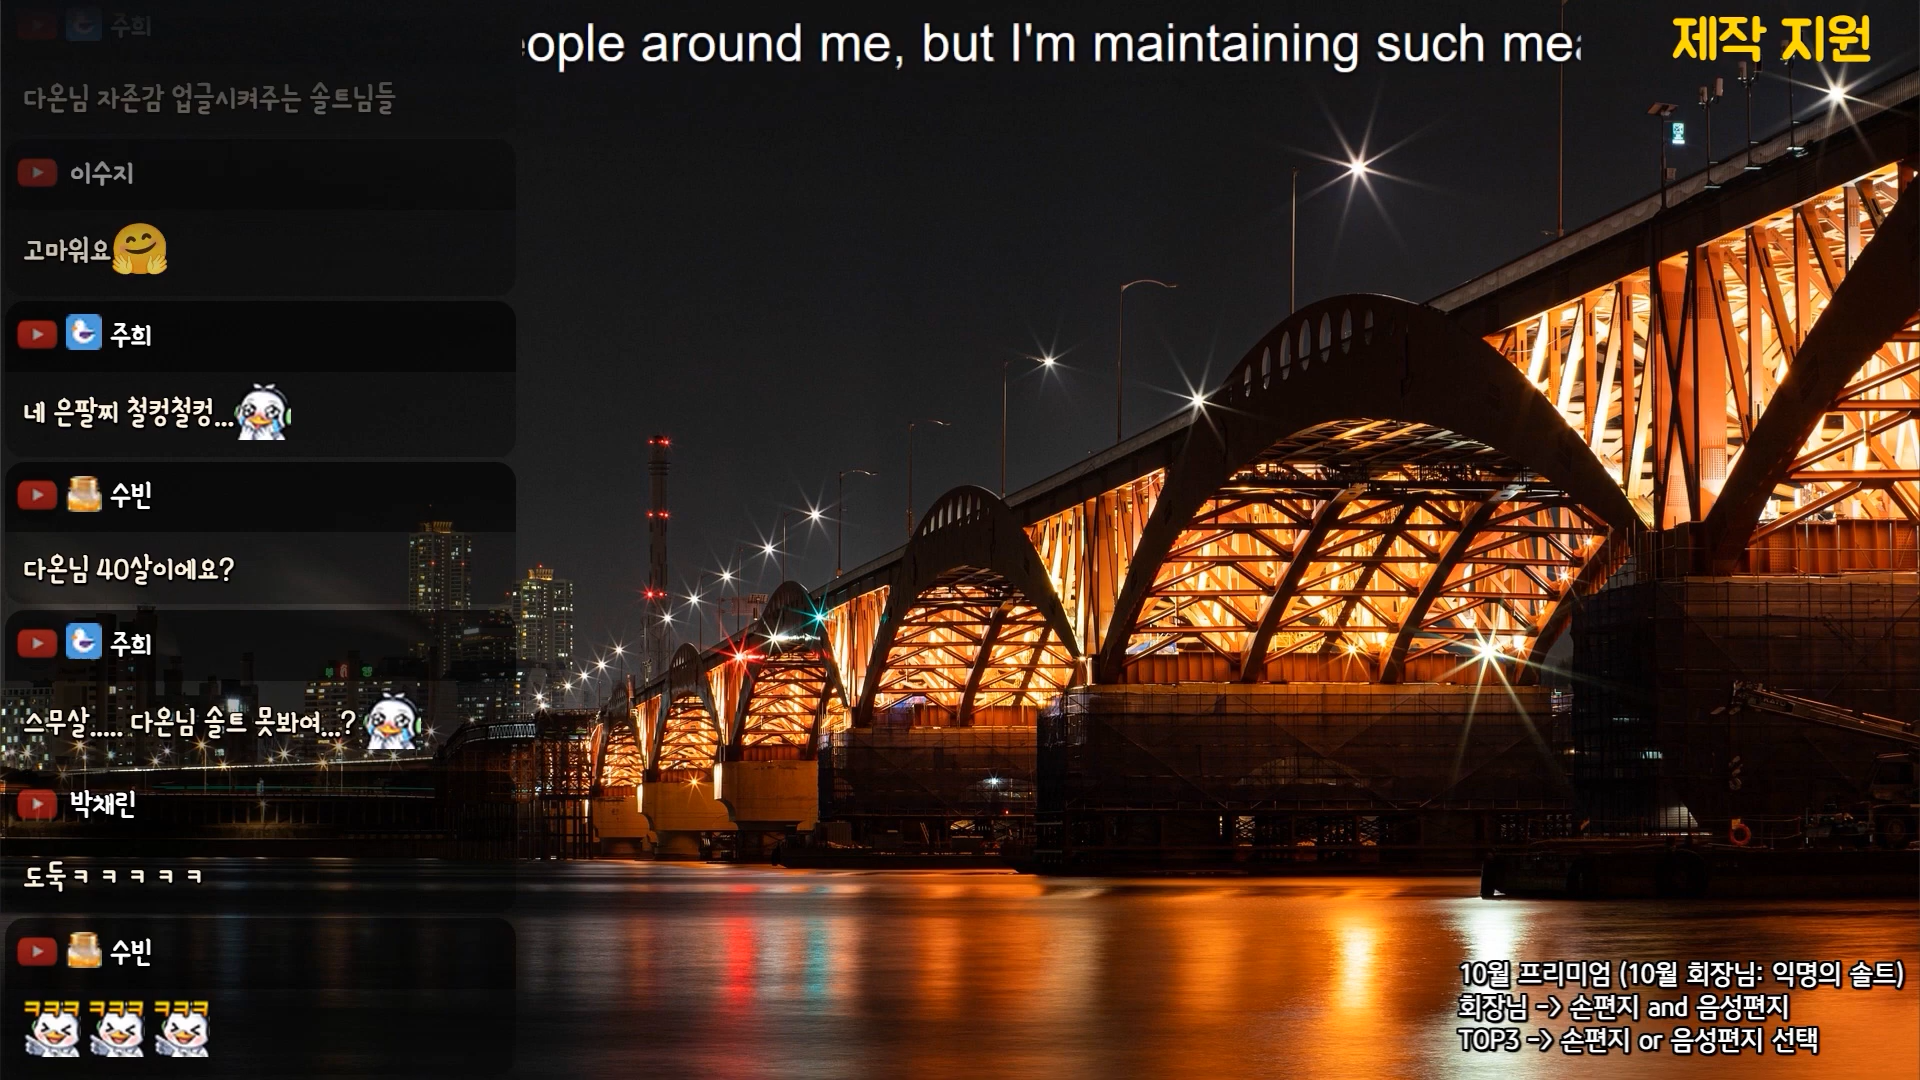 주희
다온님 자존감 업글시켜주는 솔트님들
이수지
고마워요
주희
네 은팔찌 철컹철컹...
수빈
다온님 40살이에요?
주희
스무살..... 다온님 솔트 못봐여...?
박채린
도둑ㅋㅋㅋㅋㅋ
수빈
ㅋㅋㅋ ㅋㅋㅋ ㅋㅋㅋ
ople around me, but I'm maintaining such me
제작 지원
10월 프리미엄 (10월 회장님: 익명의 솔트)
회장님 -> 손편지 and 음성편지
TOP3 -> 손편지 or 음성편지 선택